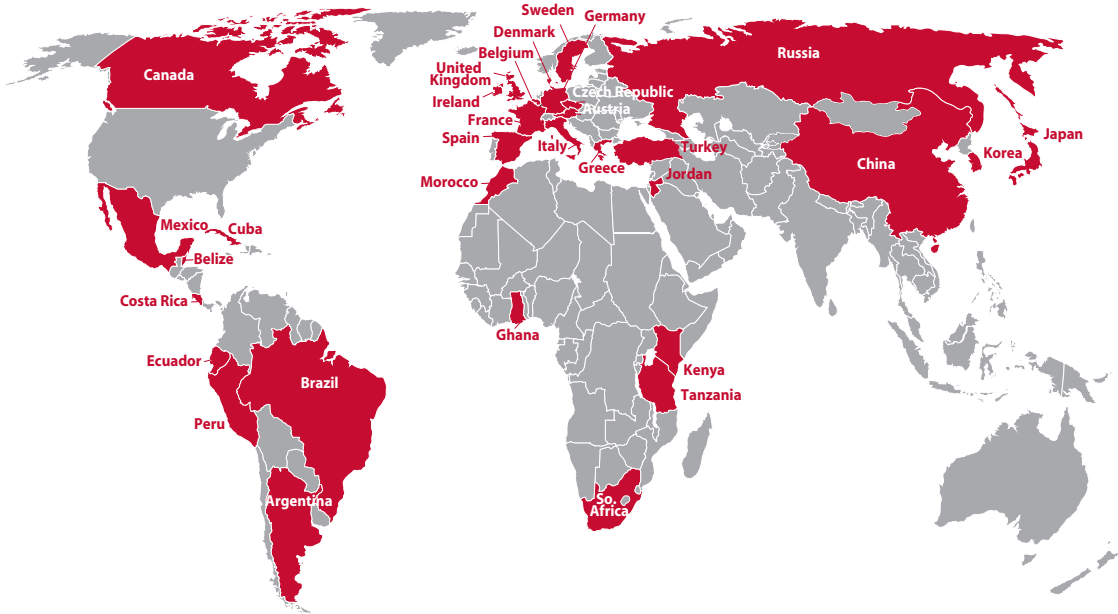 Sweden
Germany
Denmark
Belgium
Russia
Canada
United
Kingdom
Czech Republic
Ireland
Austria
France
Spain
Italy
Turkey
Japan
Korea
China
Greece
Jordan
Morocco
Mexico
Cuba
Belize
Costa Rica
Ghana
Ecuador
Kenya
Brazil
Tanzania
Peru
Argentina
So.
Africa